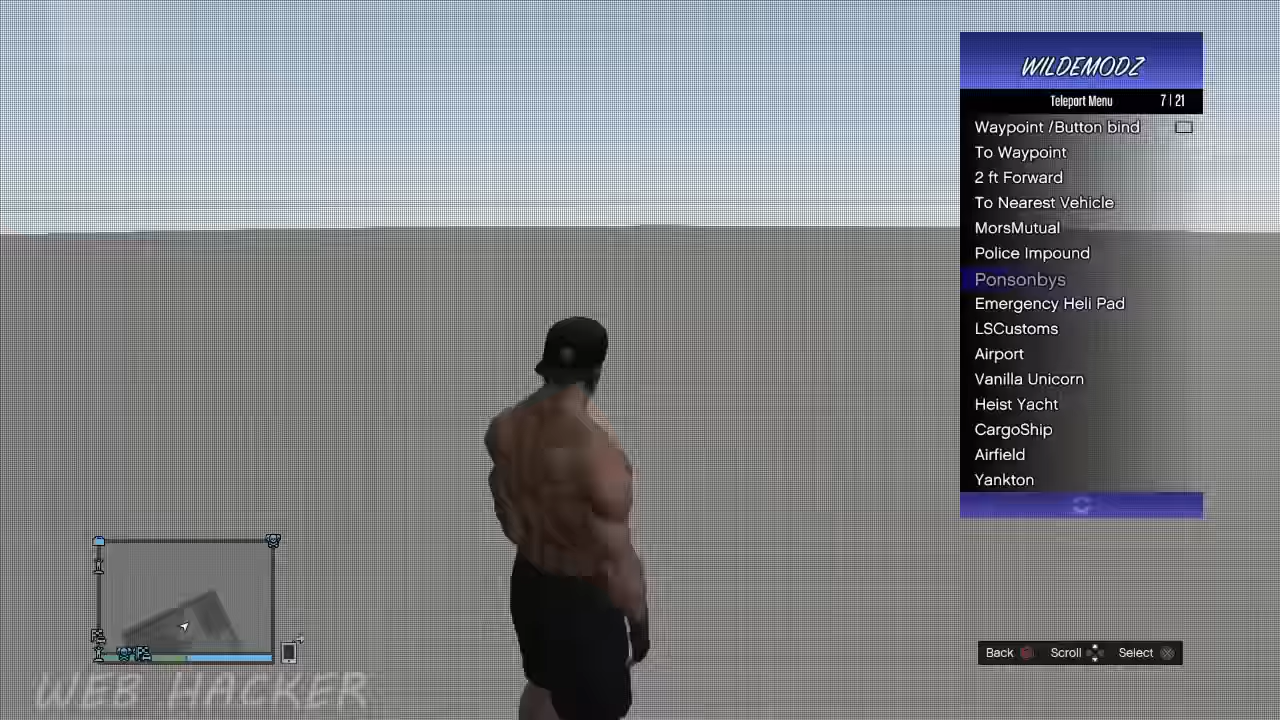 WILDEMODZ
Teleport Menu 7 | 21
Waypoint /Button bind
To Waypoint
2 ft Forward
To Nearest Vehicle
MorsMutual
Police Impound
Ponsonbys
Emergency Heli Pad
LSCustoms
Airport
Vanilla Unicorn
Heist Yacht
CargoShip
Airfield
Yankton
Back Scroll Select
WEB HACKER